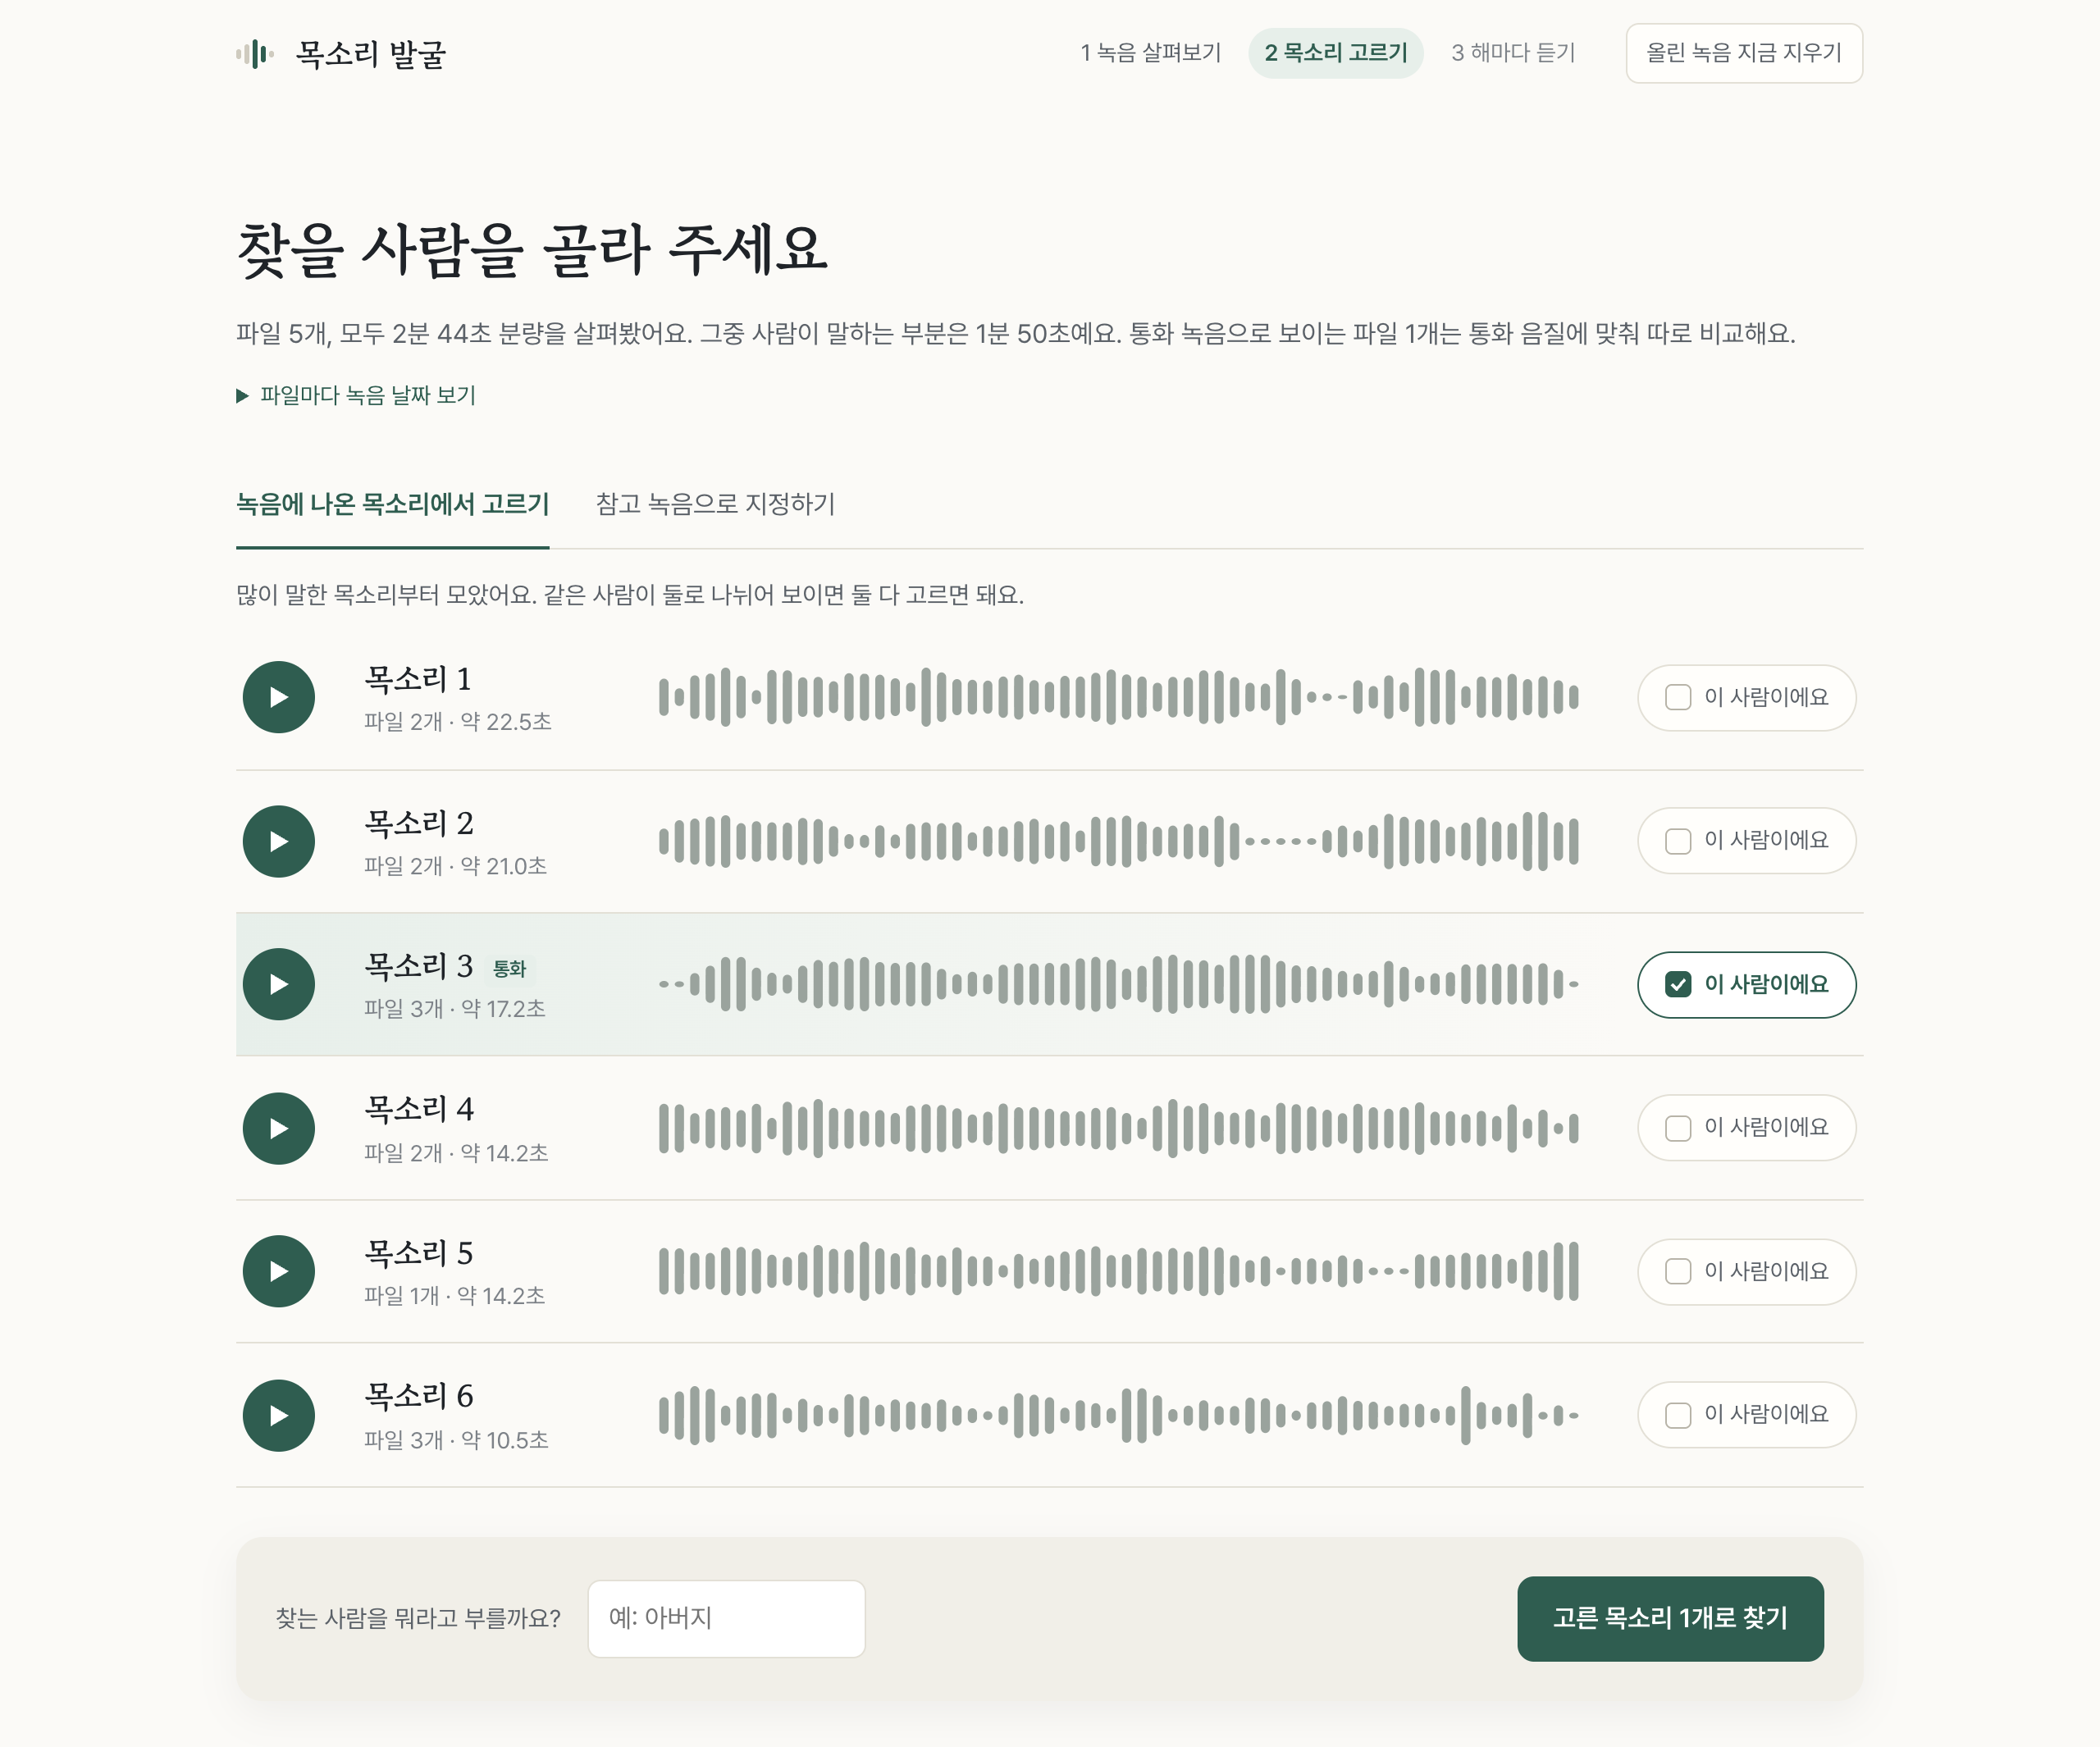 목소리 발굴
1 녹음 살펴보기
2 목소리 고르기
3 해마다 듣기
올린 녹음 지금 지우기
찾을 사람을 골라 주세요
파일 5개, 모두 2분 44초 분량을 살펴봤어요. 그중 사람이 말하는 부분은 1분 50초예요. 통화 녹음으로 보이는 파일 1개는 통화 음질에 맞춰 따로 비교해요.
파일마다 녹음 날짜 보기
녹음에 나온 목소리에서 고르기
참고 녹음으로 지정하기
많이 말한 목소리부터 모았어요. 같은 사람이 둘로 나뉘어 보이면 둘 다 고르면 돼요.
목소리 1
파일 2개 · 약 22.5초
이 사람이에요
목소리 2
파일 2개 · 약 21.0초
이 사람이에요
목소리 3 통화
파일 3개 · 약 17.2초
이 사람이에요
목소리 4
파일 2개 · 약 14.2초
이 사람이에요
목소리 5
파일 1개 · 약 14.2초
이 사람이에요
목소리 6
파일 3개 · 약 10.5초
이 사람이에요
찾는 사람을 뭐라고 부를까요?
예: 아버지
고른 목소리 1개로 찾기